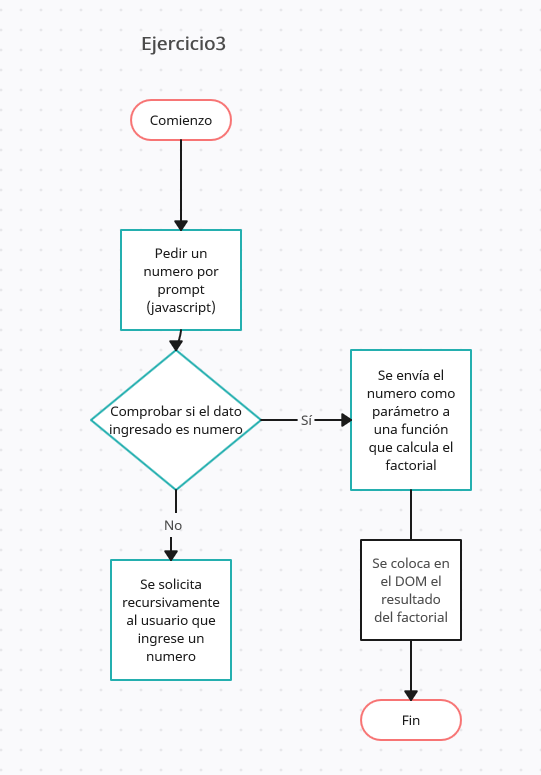 Ejercicio3
Comienzo
Pedir un
numero por
prompt
(javascript)
Comprobar si el dato
ingresado es numero
Sí
Se envía el
numero como
parámetro a
una función
que calcula el
factorial
No
Se solicita
recursivamente
al usuario que
ingrese un
numero
Se coloca en
el DOM el
resultado
del factorial
Fin